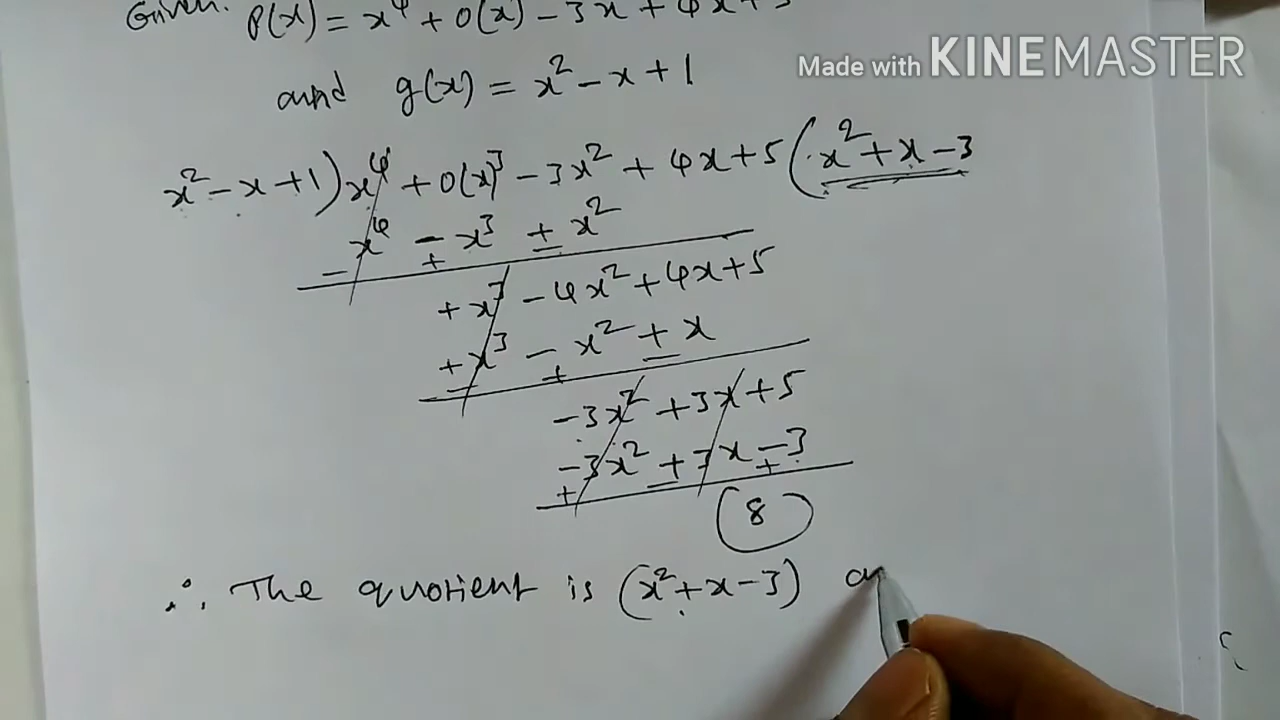 Given. P(x) = x⁴ + 0(x) - 3x + 4x + 5
Made with KINEMASTER
and g(x) = x² - x + 1
x² - x + 1) x⁴ + 0(x)³ - 3x² + 4x + 5 (x² + x - 3
x⁴ - x³ + x²
- + -
+ x³ - 4x² + 4x + 5
+ x³ - x² + x
- + -
- 3x² + 3x + 5
- 3x² + 3x - 3
+ - +
8
∴ The quotient is (x² + x - 3) an